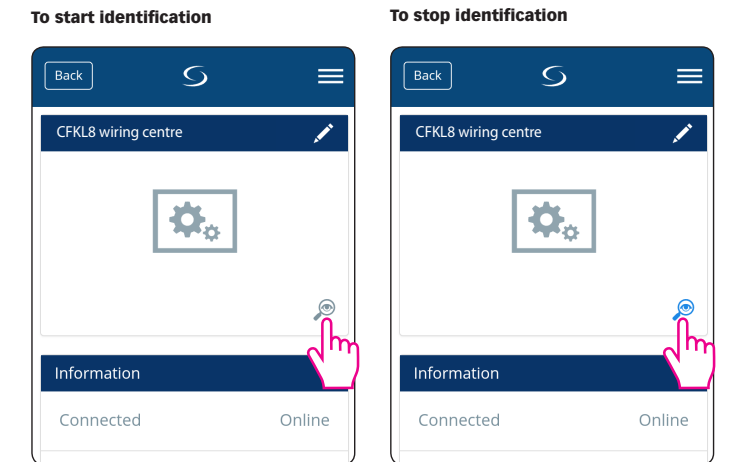 To start identification
Back
CFKL8 wiring centre
Information
Connected Online
To stop identification
Back
CFKL8 wiring centre
Information
Connected Online